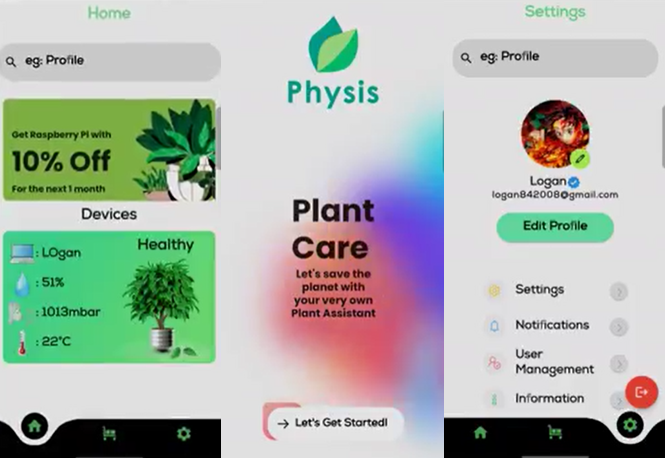 Home
eg: Profile
Get Raspberry Pi with
10% Off
For the next 1 month
Devices
Healthy
: LOgan
: 51%
: 1013mbar
: 22°C
Physis
Plant
Care
Let's save the
planet with
your very own
Plant Assistant
→ Let's Get Started!
Settings
eg: Profile
Logan
logan842008@gmail.com
Edit Profile
Settings
Notifications
User
Management
Information